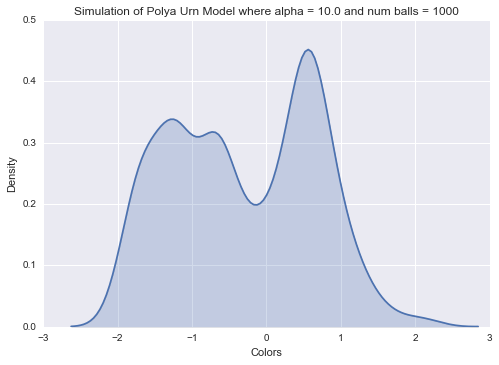 Simulation of Polya Urn Model where alpha = 10.0 and num balls = 1000
0.5
0.4
0.3
0.2
0.1
0.0
Density
−3 −2 −1 0 1 2 3
Colors